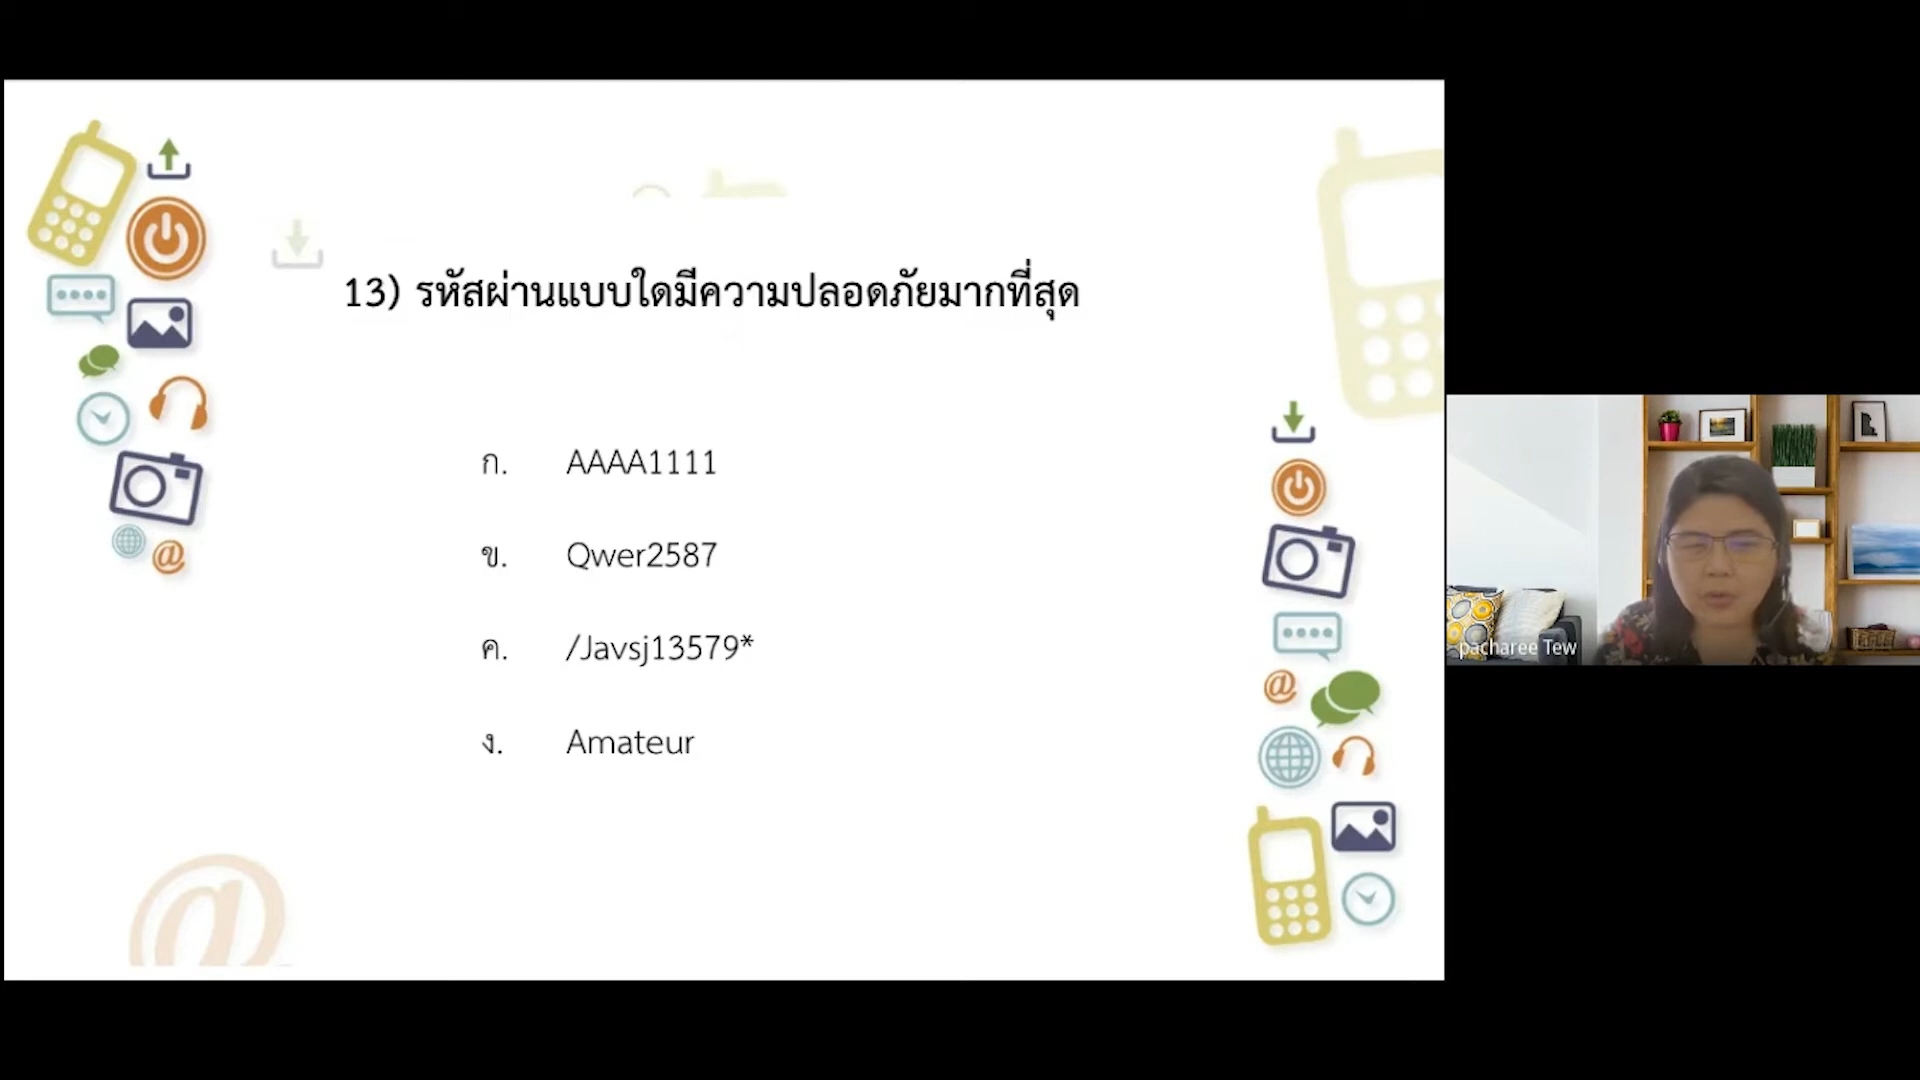 13) รหัสผ่านแบบใดมีความปลอดภัยมากที่สุด
ก. AAAA1111
ข. Qwer2587
ค. /Javsj13579*
ง. Amateur
pacharee Tew